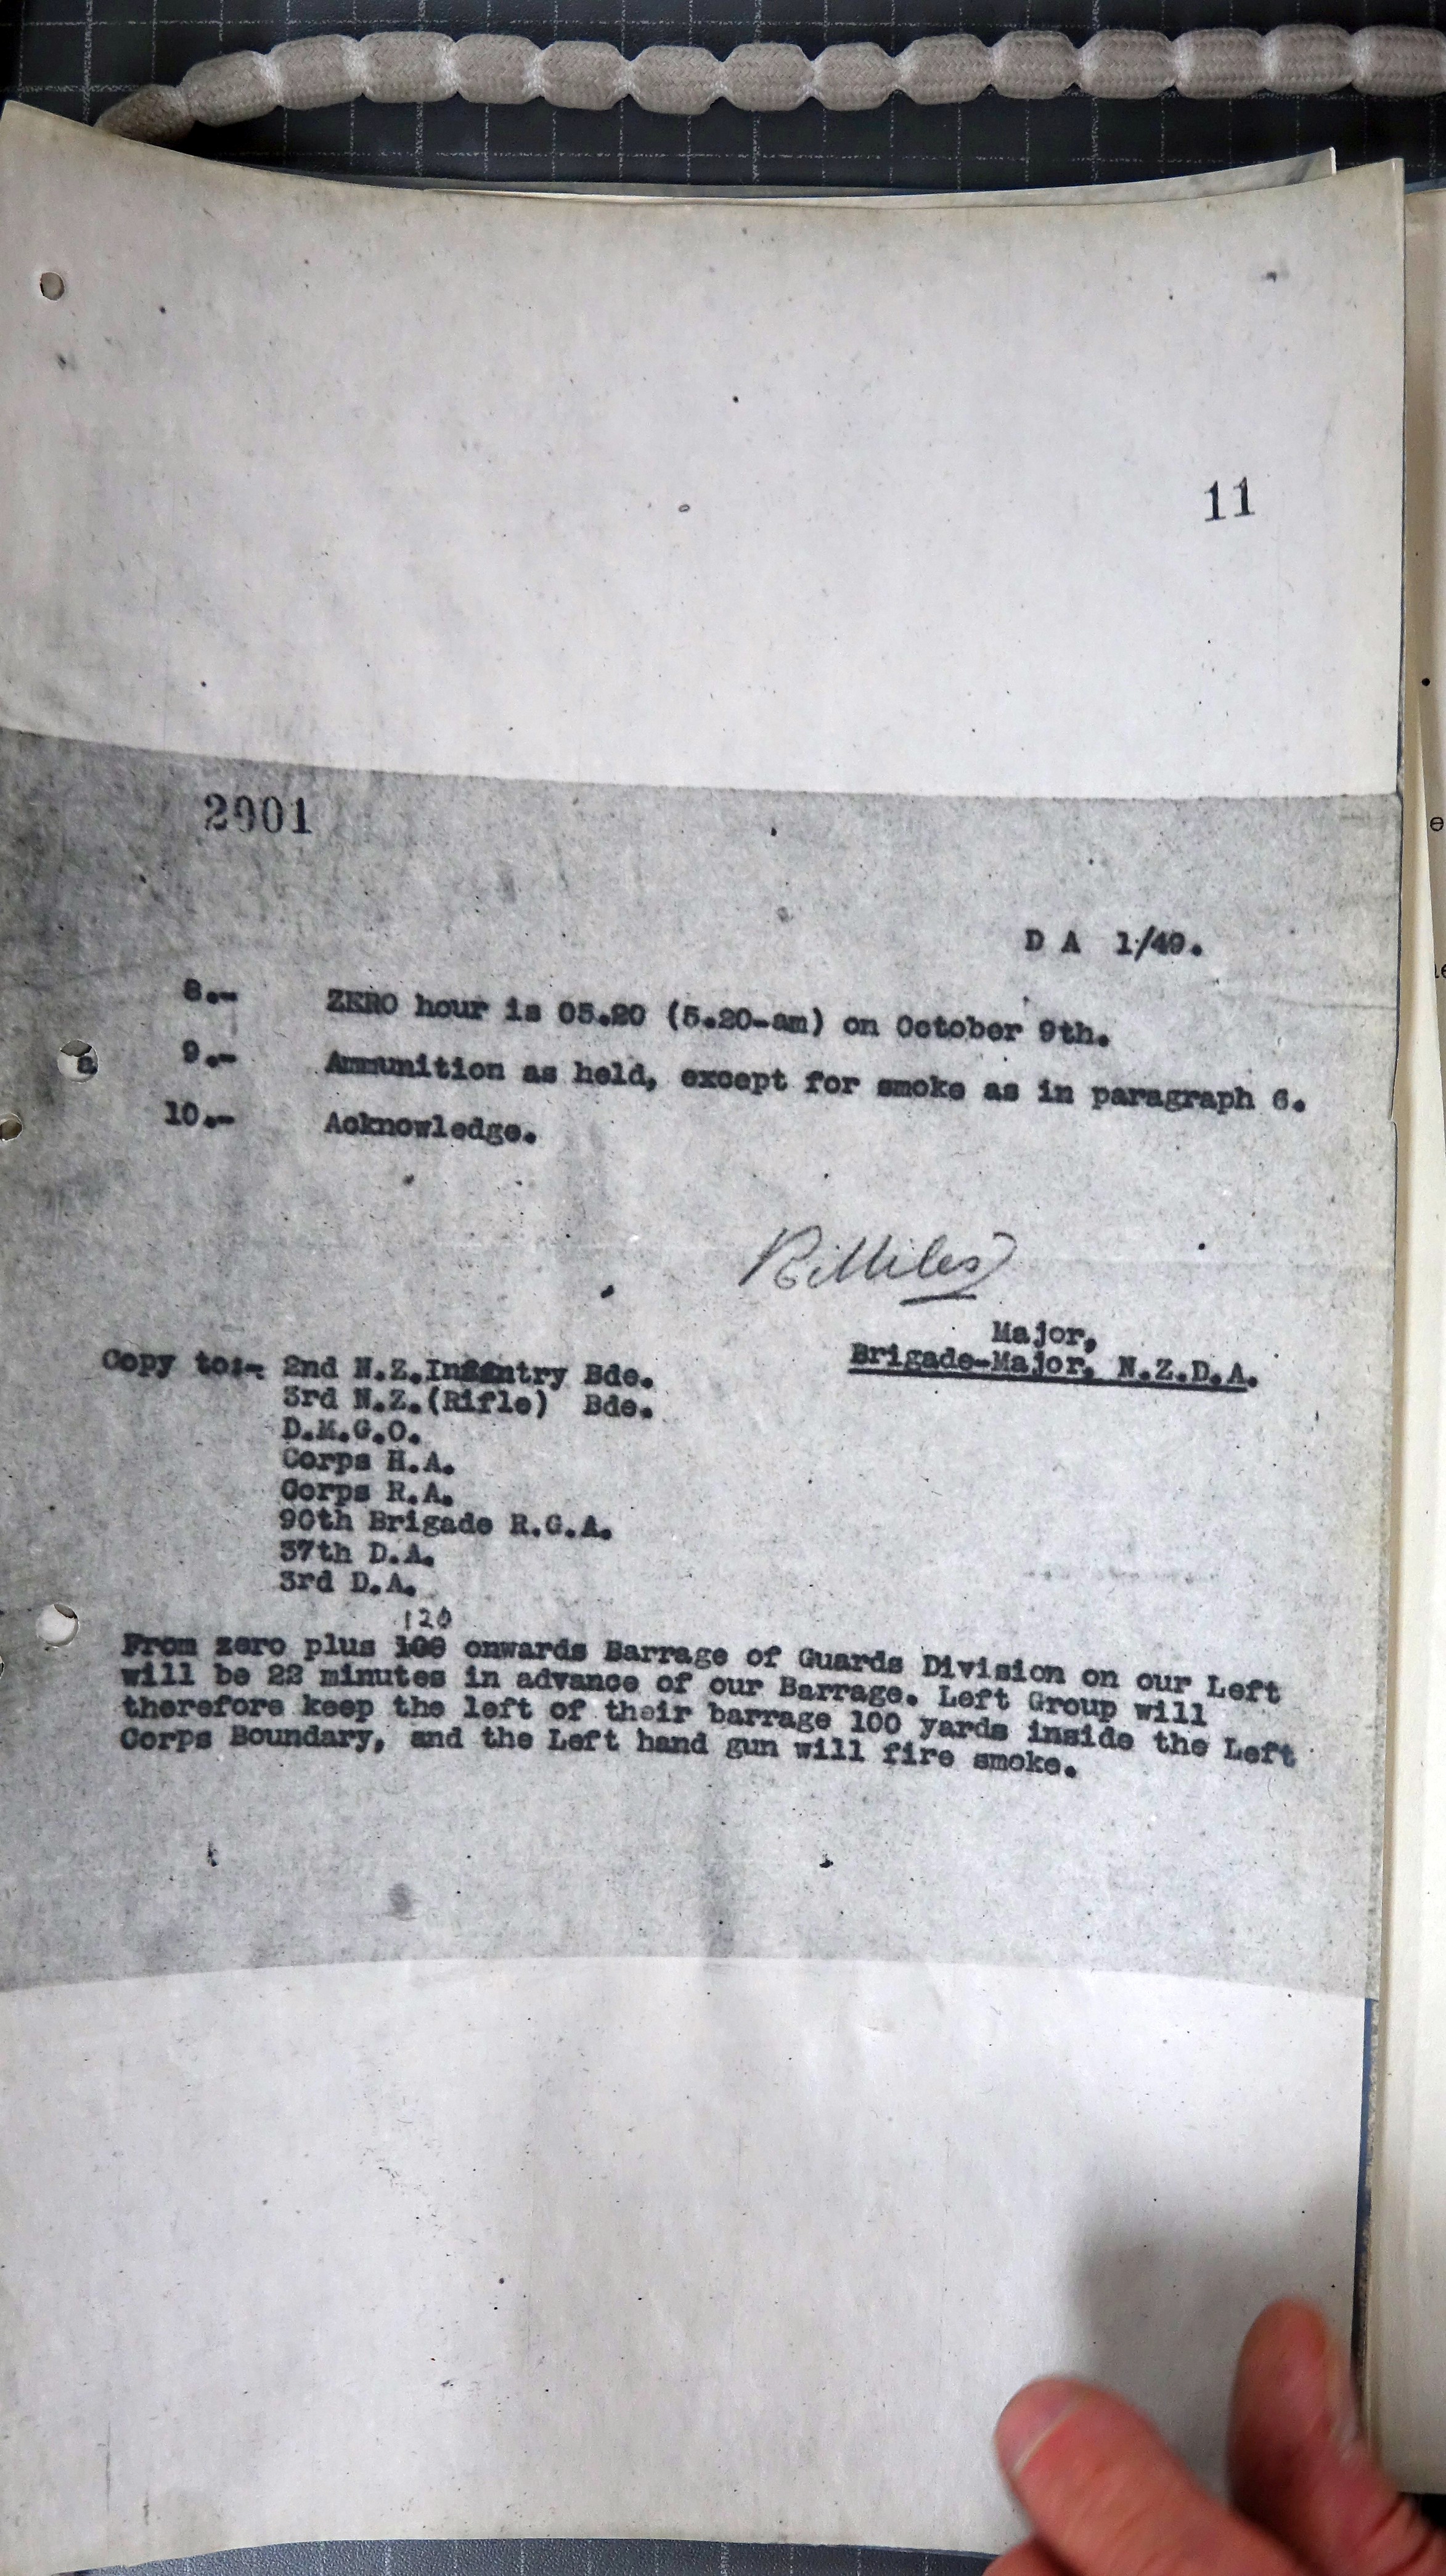 11
2901
D A 1/49.
8.- ZERO hour is 05.20 (5.20-am) on October 9th.
9.- Ammunition as held, except for smoke as in paragraph 6.
10.- Acknowledge.
R. Miles
Major,
Brigade-Major, N.Z.D.A.
Copy to:- 2nd N.Z.Infantry Bde.
3rd N.Z.(Rifle) Bde.
D.M.G.O.
Corps H.A.
Corps R.A.
90th Brigade R.G.A.
37th D.A.
3rd D.A.
120
From zero plus 100 onwards Barrage of Guards Division on our Left
will be 22 minutes in advance of our Barrage. Left Group will
therefore keep the left of their barrage 100 yards inside the Left
Corps Boundary, and the Left hand gun will fire smoke.